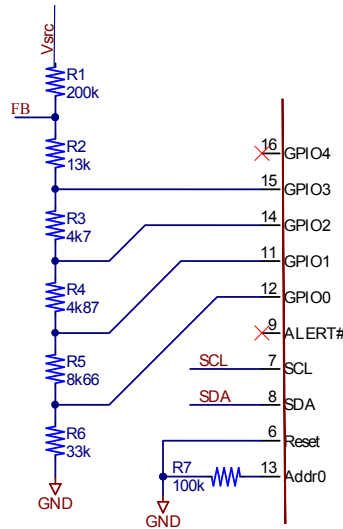 Vsrc
R1
200k
FB
R2
13k
16
GPIO4
15
GPIO3
R3
4k7
14
GPIO2
R4
4k87
11
GPIO1
12
GPIO0
R5
8k66
9
ALERT#
SCL
7
SCL
SDA
8
SDA
R6
33k
6
Reset
R7
100k
13
Addr0
GND
GND